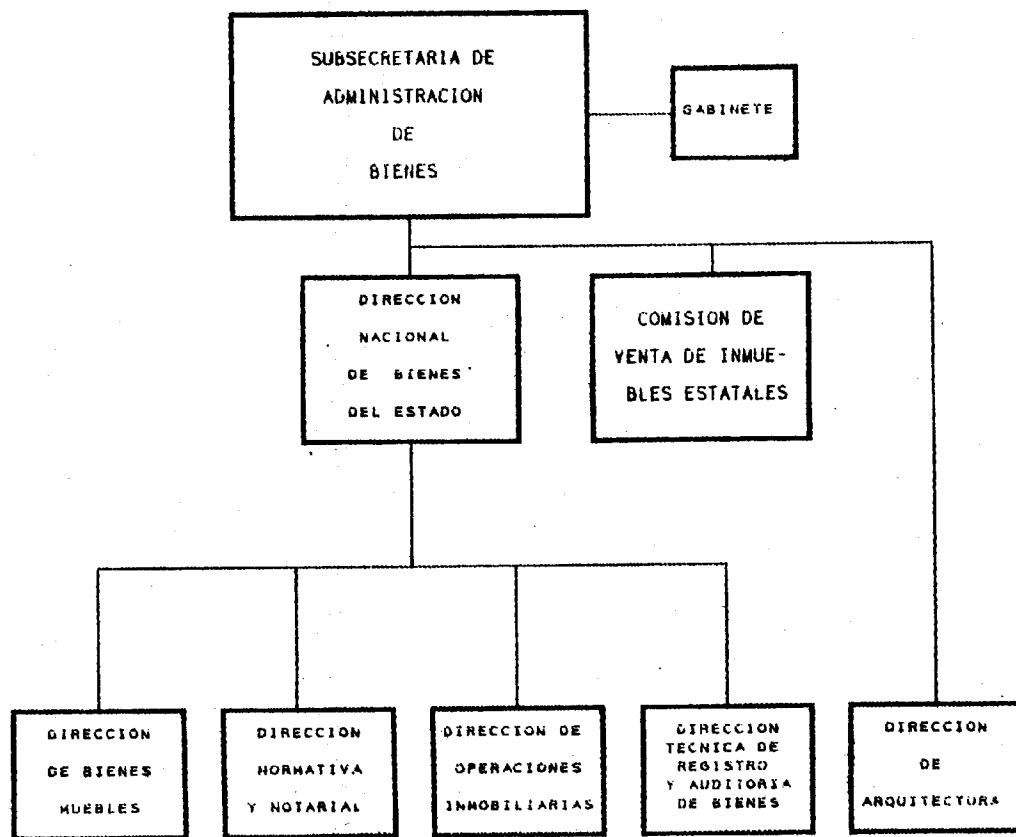 SUBSECRETARIA DE
ADMINISTRACION
DE
BIENES
GABINETE
DIRECCION
NACIONAL
DE BIENES
DEL ESTADO
COMISION DE
VENTA DE INMUE-
BLES ESTATALES
DIRECCION
DE BIENES
MUEBLES
DIRECCION
NORMATIVA
Y NOTARIAL
DIRECCION DE
OPERACIONES
INMOBILIARIAS
DIRECCION
TECNICA DE
REGISTRO
Y AUDITORIA
DE BIENES
DIRECCION
DE
ARQUITECTURA